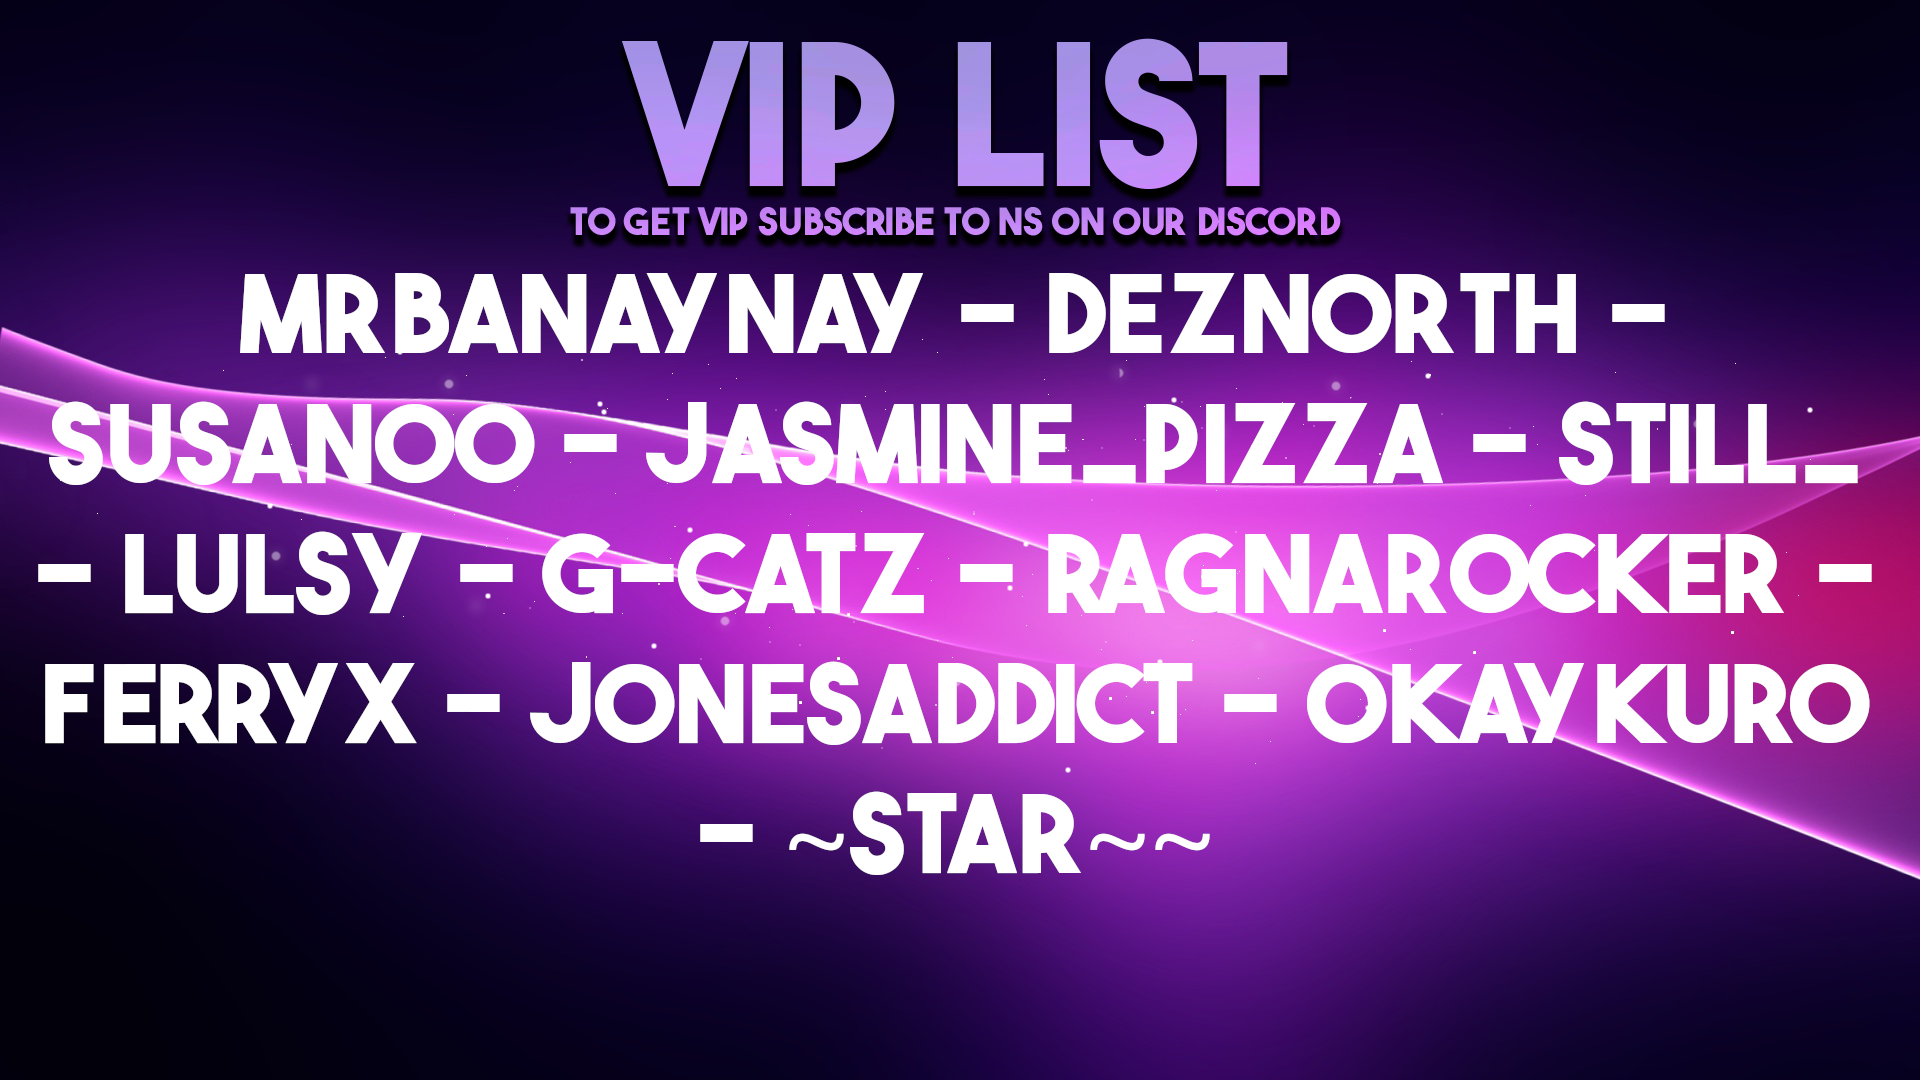 VIP LIST
TO GET VIP SUBSCRIBE TO NS ON OUR DISCORD
MRBANAYNAY - DEZNORTH -
SUSANOO - JASMINE_PIZZA - STILL_
- LULSY - G-CATZ - RAGNAROCKER -
FERRYX - JONESADDICT - OKAYKURO
- ~STAR~~